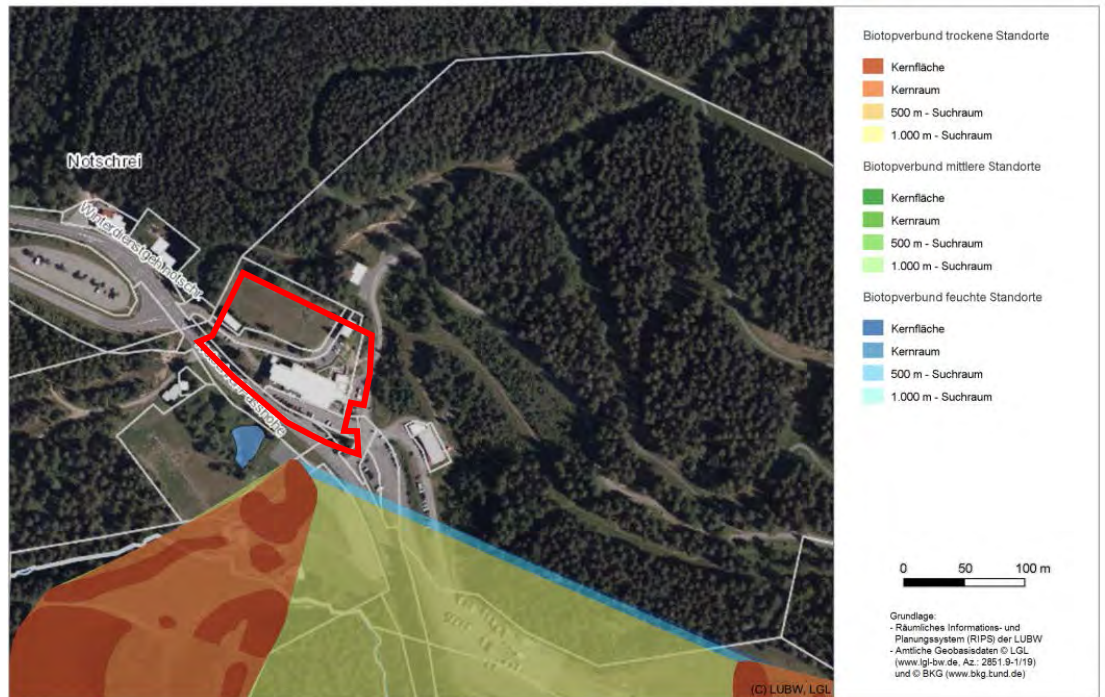 Notschrei
Biotopverbund trockene Standorte
Kernfläche
Kernraum
500 m - Suchraum
1.000 m - Suchraum
Biotopverbund mittlere Standorte
Kernfläche
Kernraum
500 m - Suchraum
1.000 m - Suchraum
Biotopverbund feuchte Standorte
Kernfläche
Kernraum
500 m - Suchraum
1.000 m - Suchraum
0 50 100 m
Grundlage:
- Räumliches Informations- und
Planungssystem (RIPS) der LUBW
- Amtliche Geobasisdaten © LGL
(www.lgl-bw.de, Az.: 2851.9-1/19)
und © BKG (www.bkg.bund.de)
(C) LUBW, LGL